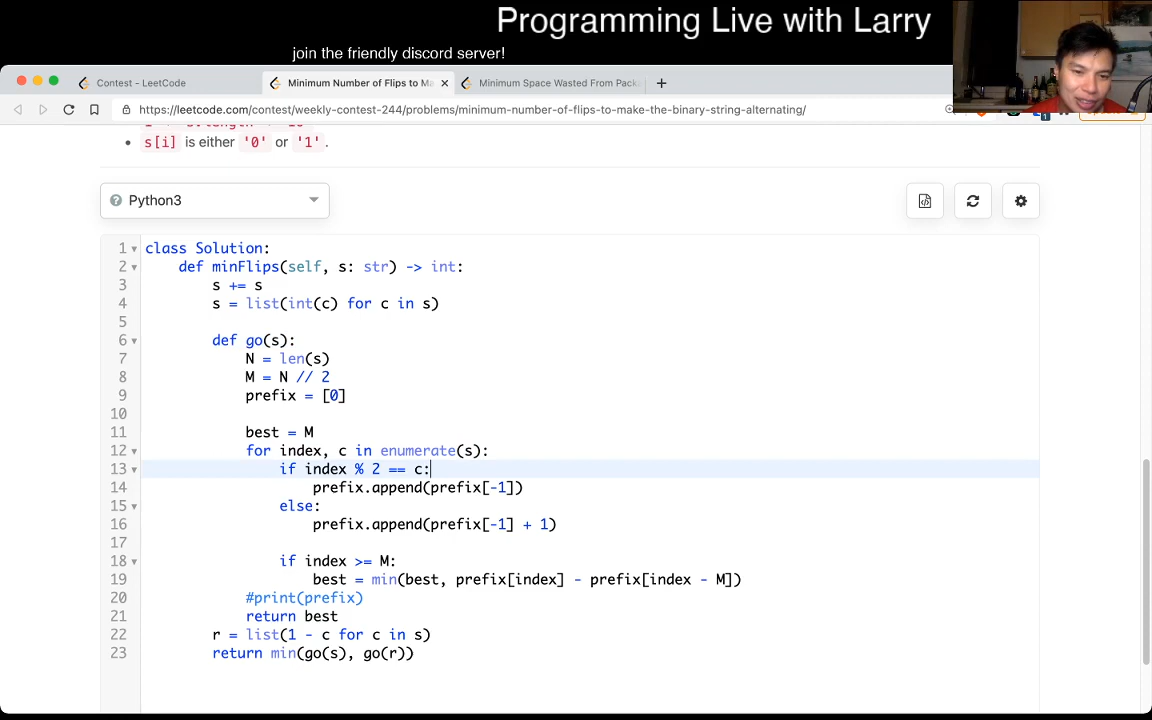 Programming Live with Larry
join the friendly discord server!
Contest - LeetCode
Minimum Number of Flips to Ma
Minimum Space Wasted From Pack
https://leetcode.com/contest/weekly-contest-244/problems/minimum-number-of-flips-to-make-the-binary-string-alternating/
s[i] is either '0' or '1'.
Python3
1 class Solution:
2 def minFlips(self, s: str) -> int:
3 s += s
4 s = list(int(c) for c in s)
5
6 def go(s):
7 N = len(s)
8 M = N // 2
9 prefix = [0]
10
11 best = M
12 for index, c in enumerate(s):
13 if index % 2 == c:
14 prefix.append(prefix[-1])
15 else:
16 prefix.append(prefix[-1] + 1)
17
18 if index >= M:
19 best = min(best, prefix[index] - prefix[index - M])
20 #print(prefix)
21 return best
22 r = list(1 - c for c in s)
23 return min(go(s), go(r))